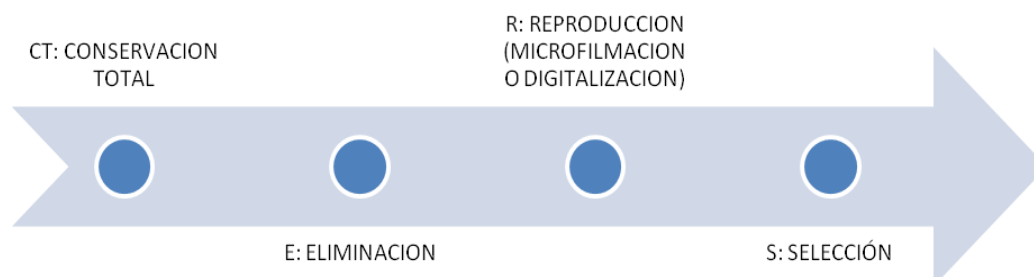 CT: CONSERVACION
TOTAL
E: ELIMINACION
R: REPRODUCCION
(MICROFILMACION
O DIGITALIZACION)
S: SELECCIÓN